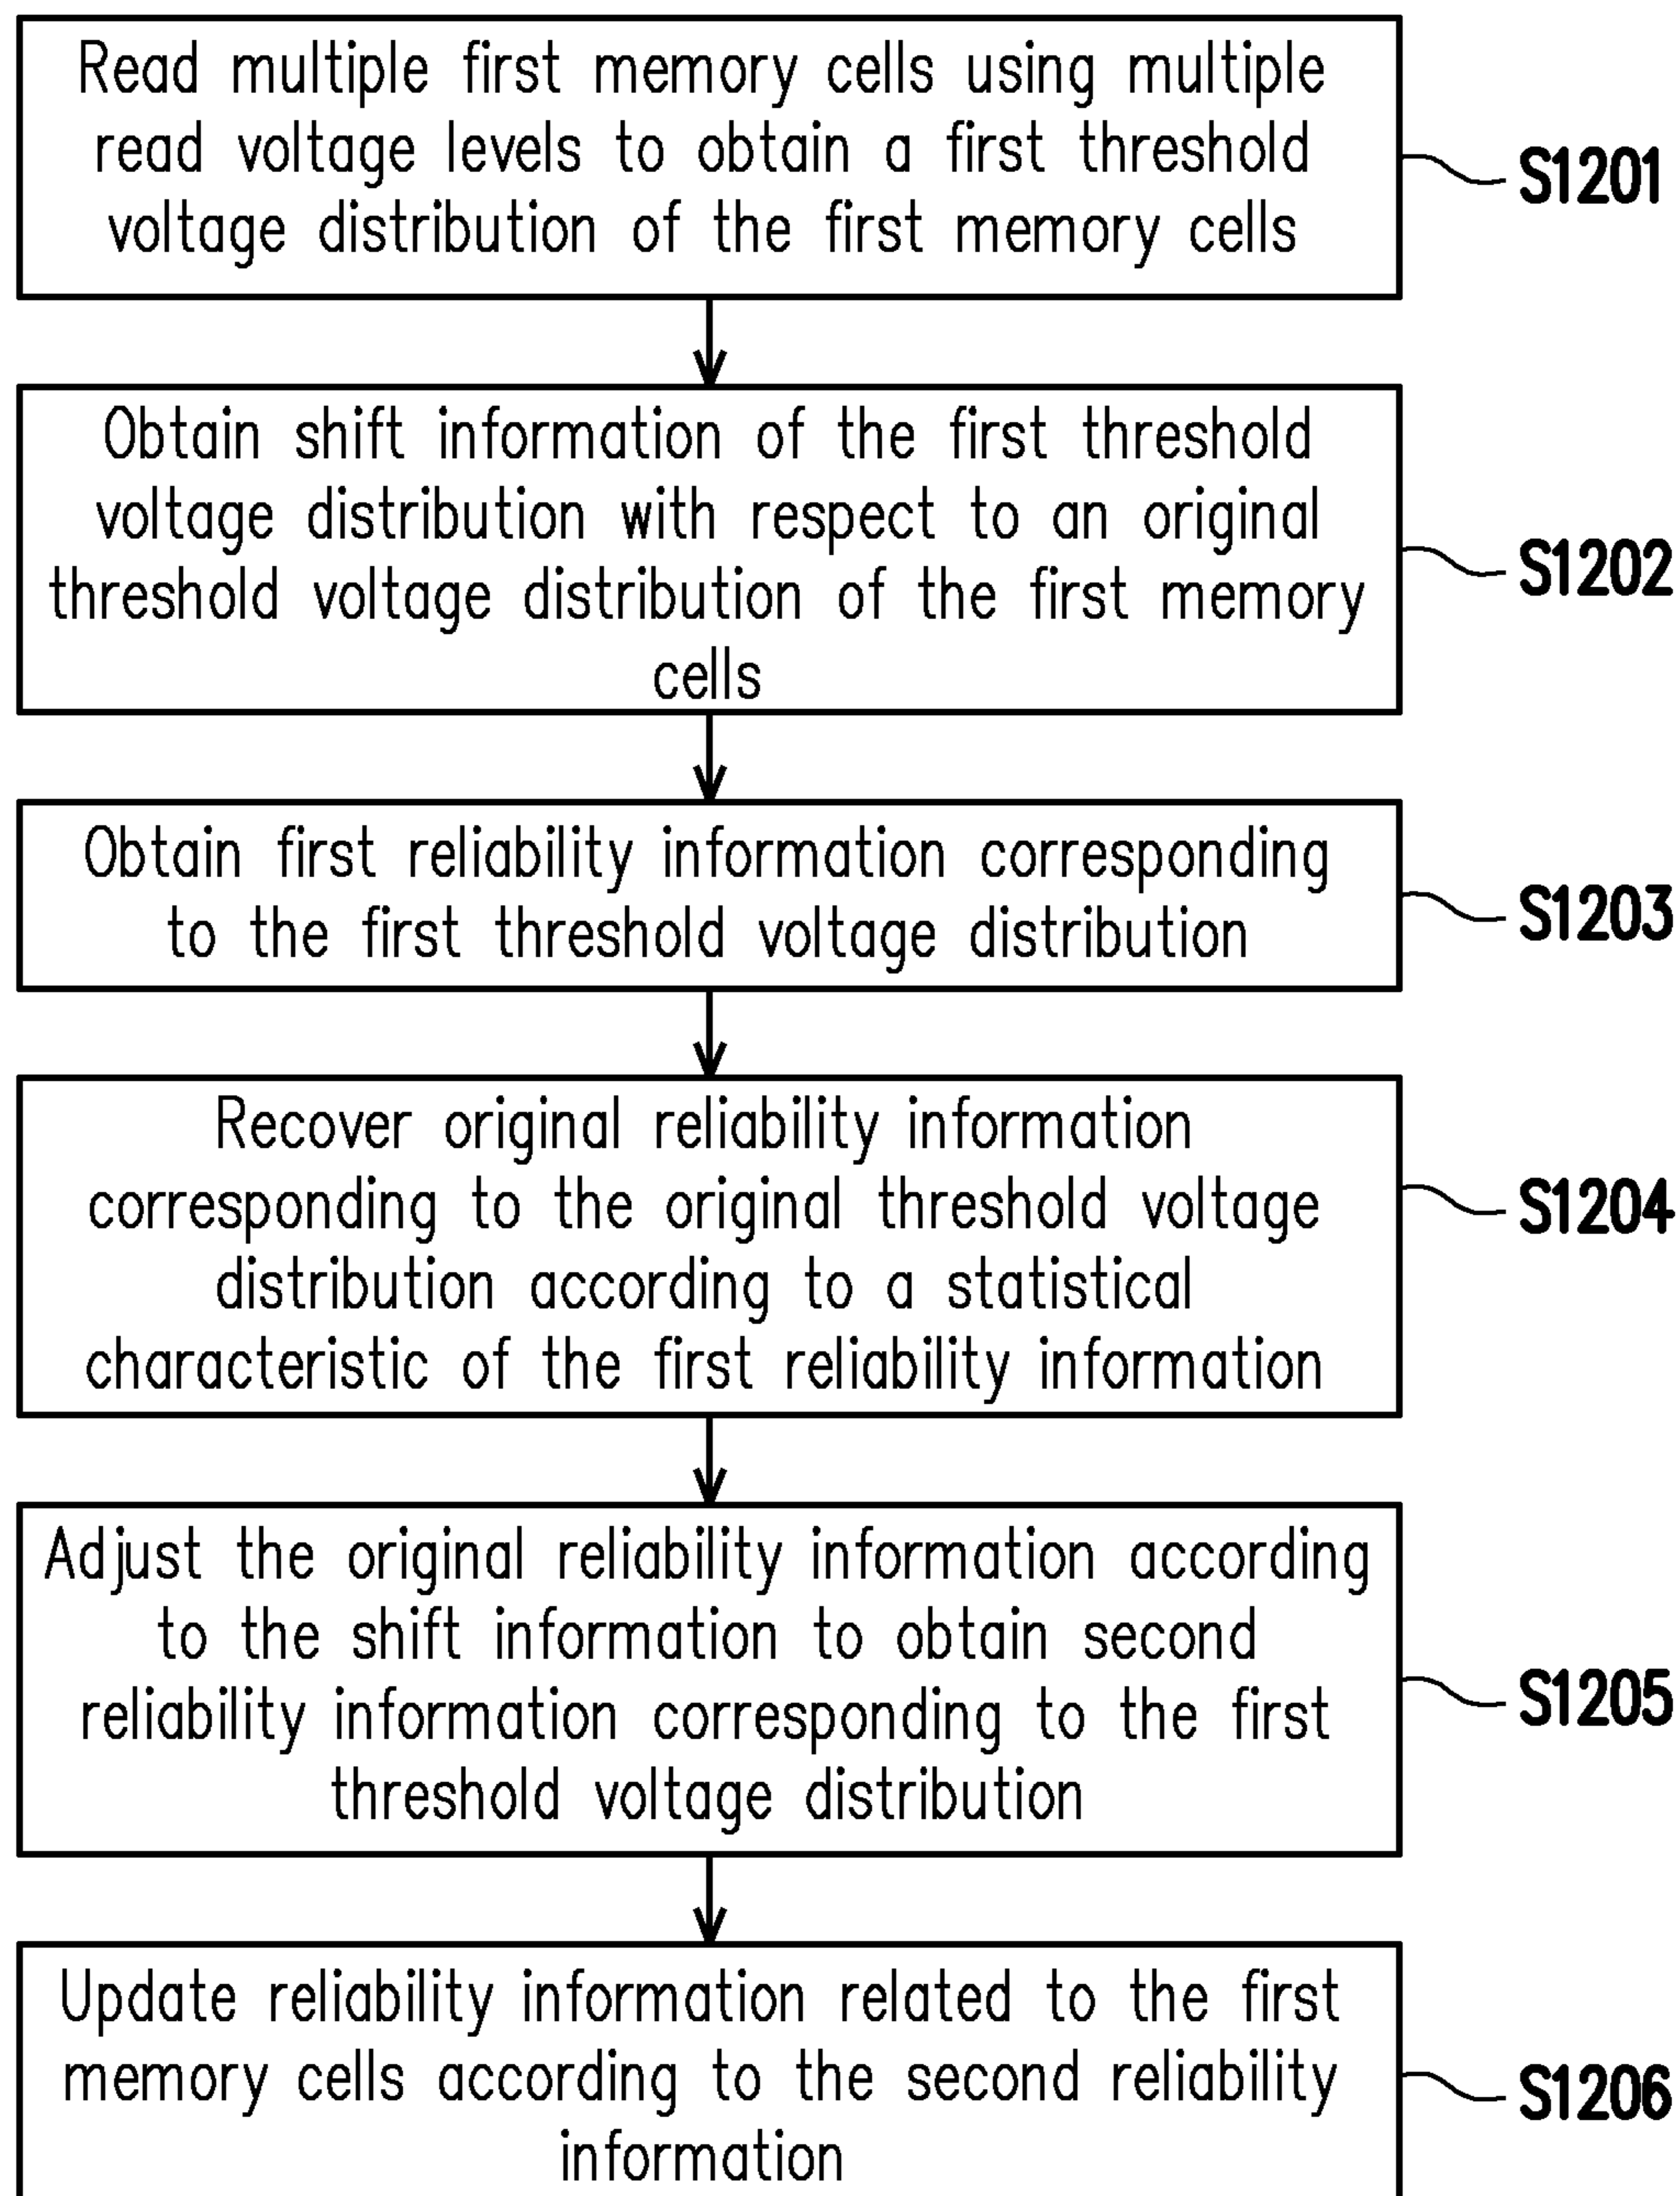 Read multiple first memory cells using multiple
read voltage levels to obtain a first threshold
voltage distribution of the first memory cells
S1201
Obtain shift information of the first threshold
voltage distribution with respect to an original
threshold voltage distribution of the first memory
cells
S1202
Obtain first reliability information corresponding
to the first threshold voltage distribution
S1203
Recover original reliability information
corresponding to the original threshold voltage
distribution according to a statistical
characteristic of the first reliability information
S1204
Adjust the original reliability information according
to the shift information to obtain second
reliability information corresponding to the first
threshold voltage distribution
S1205
Update reliability information related to the first
memory cells according to the second reliability
information
S1206